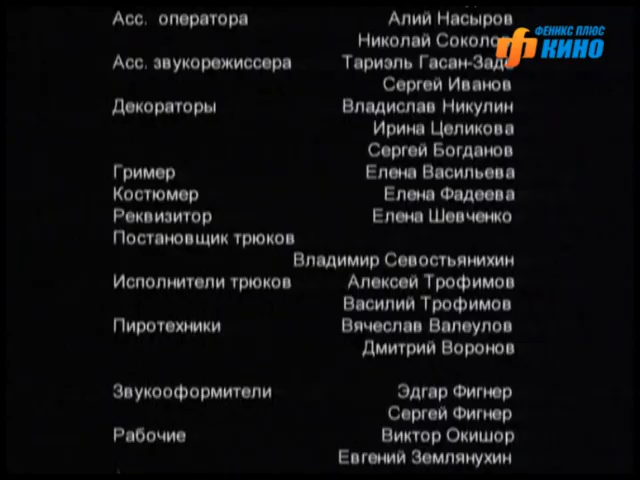 Асс. оператора Алий Насыров
Николай Соколов
ФЕНИКС ПЛЮС
КИНО
Асс. звукорежиссера Тариэль Гасан-Заде
Сергей Иванов
Декораторы Владислав Никулин
Ирина Целикова
Сергей Богданов
Гример Елена Васильева
Костюмер Елена Фадеева
Реквизитор Елена Шевченко
Постановщик трюков
Владимир Севостьянихин
Исполнители трюков Алексей Трофимов
Василий Трофимов
Пиротехники Вячеслав Валеулов
Дмитрий Воронов
Звукооформители Эдгар Фигнер
Сергей Фигнер
Рабочие Виктор Окишор
Евгений Землянухин